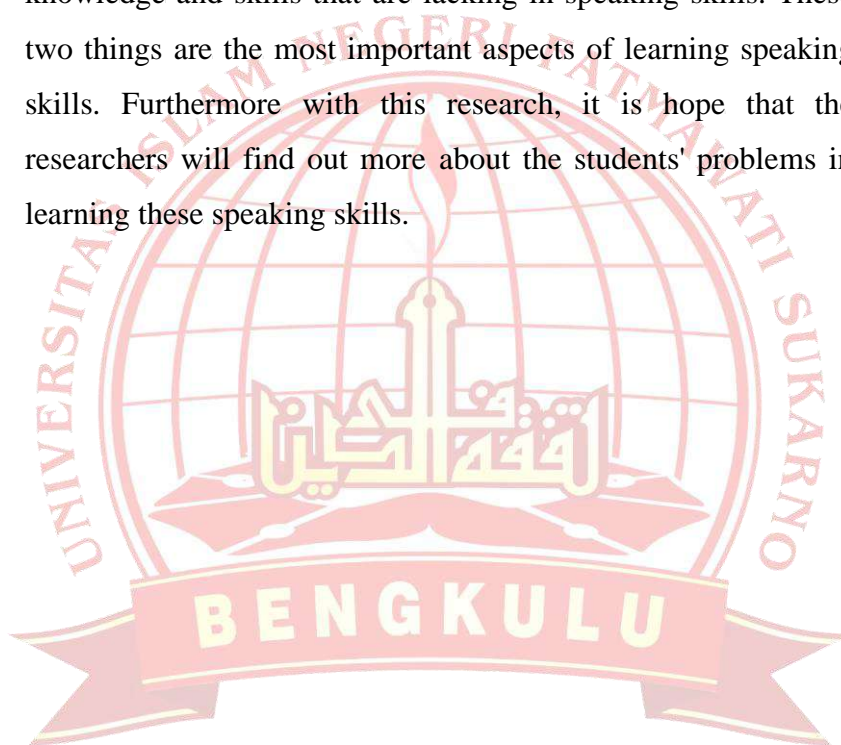 knowledge and skills that are lacking in speaking skills. These
two things are the most important aspects of learning speaking
skills. Furthermore with this research, it is hope that the
researchers will find out more about the students' problems in
learning these speaking skills.
UNIVERSITAS ISLAM NEGERI FATMAWATI SUKARNO
BENGKULU